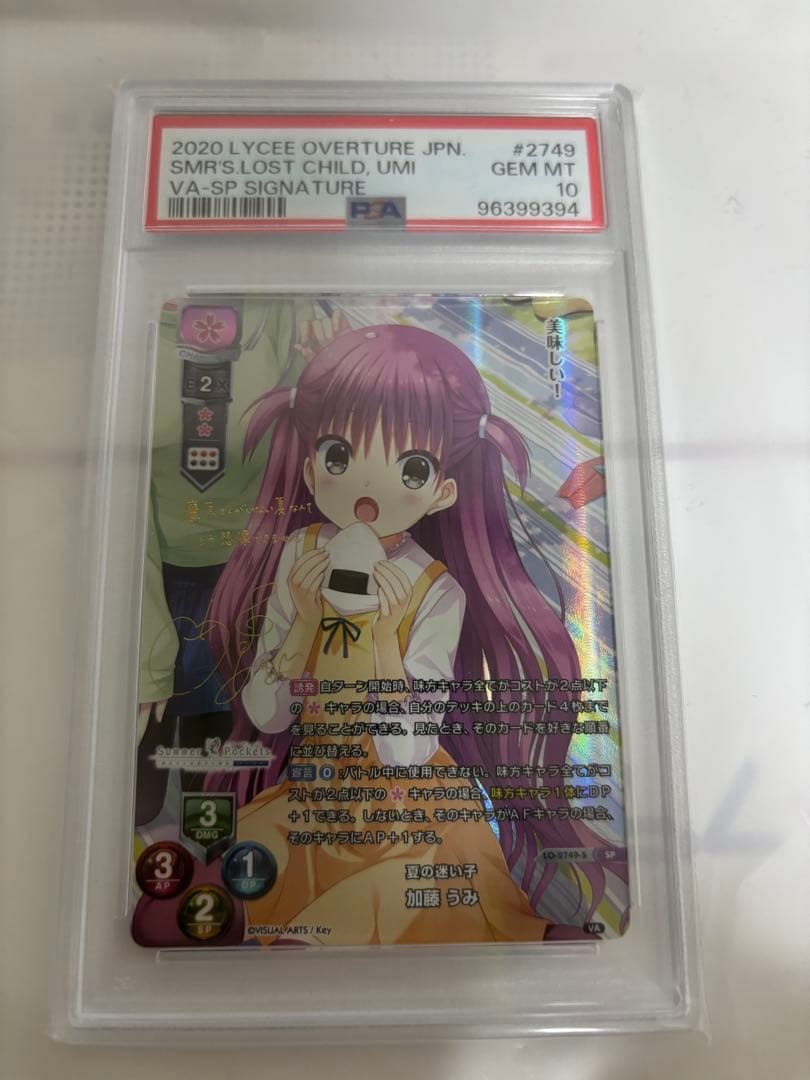 2020 LYCEE OVERTURE JPN. #2749
SMR'S.LOST CHILD, UMI GEM MT
VA-SP SIGNATURE 10
PSA 96399394
美味しい!
2
誘発 自ターン開始時、味方キャラ全てがコストが2点以下
のキャラの場合、自分のデッキの上のカード4枚まで
を見ることができる。見たとき、そのカードを好きな順番
に並び替える。
Summer Pockets
REFLECTION BLUE
宣言 0:バトル中に使用できない。味方キャラ全てがコ
ストが2点以下のキャラの場合、味方キャラ1体にDP
+1できる。しないとき、そのキャラがAFキャラの場合、
そのキャラにAP+1する。
3
DMG
3
AP
1
DP
2
SP
LO-2749-S SP
夏の迷い子
加藤 うみ
©VISUAL ARTS / Key
VA